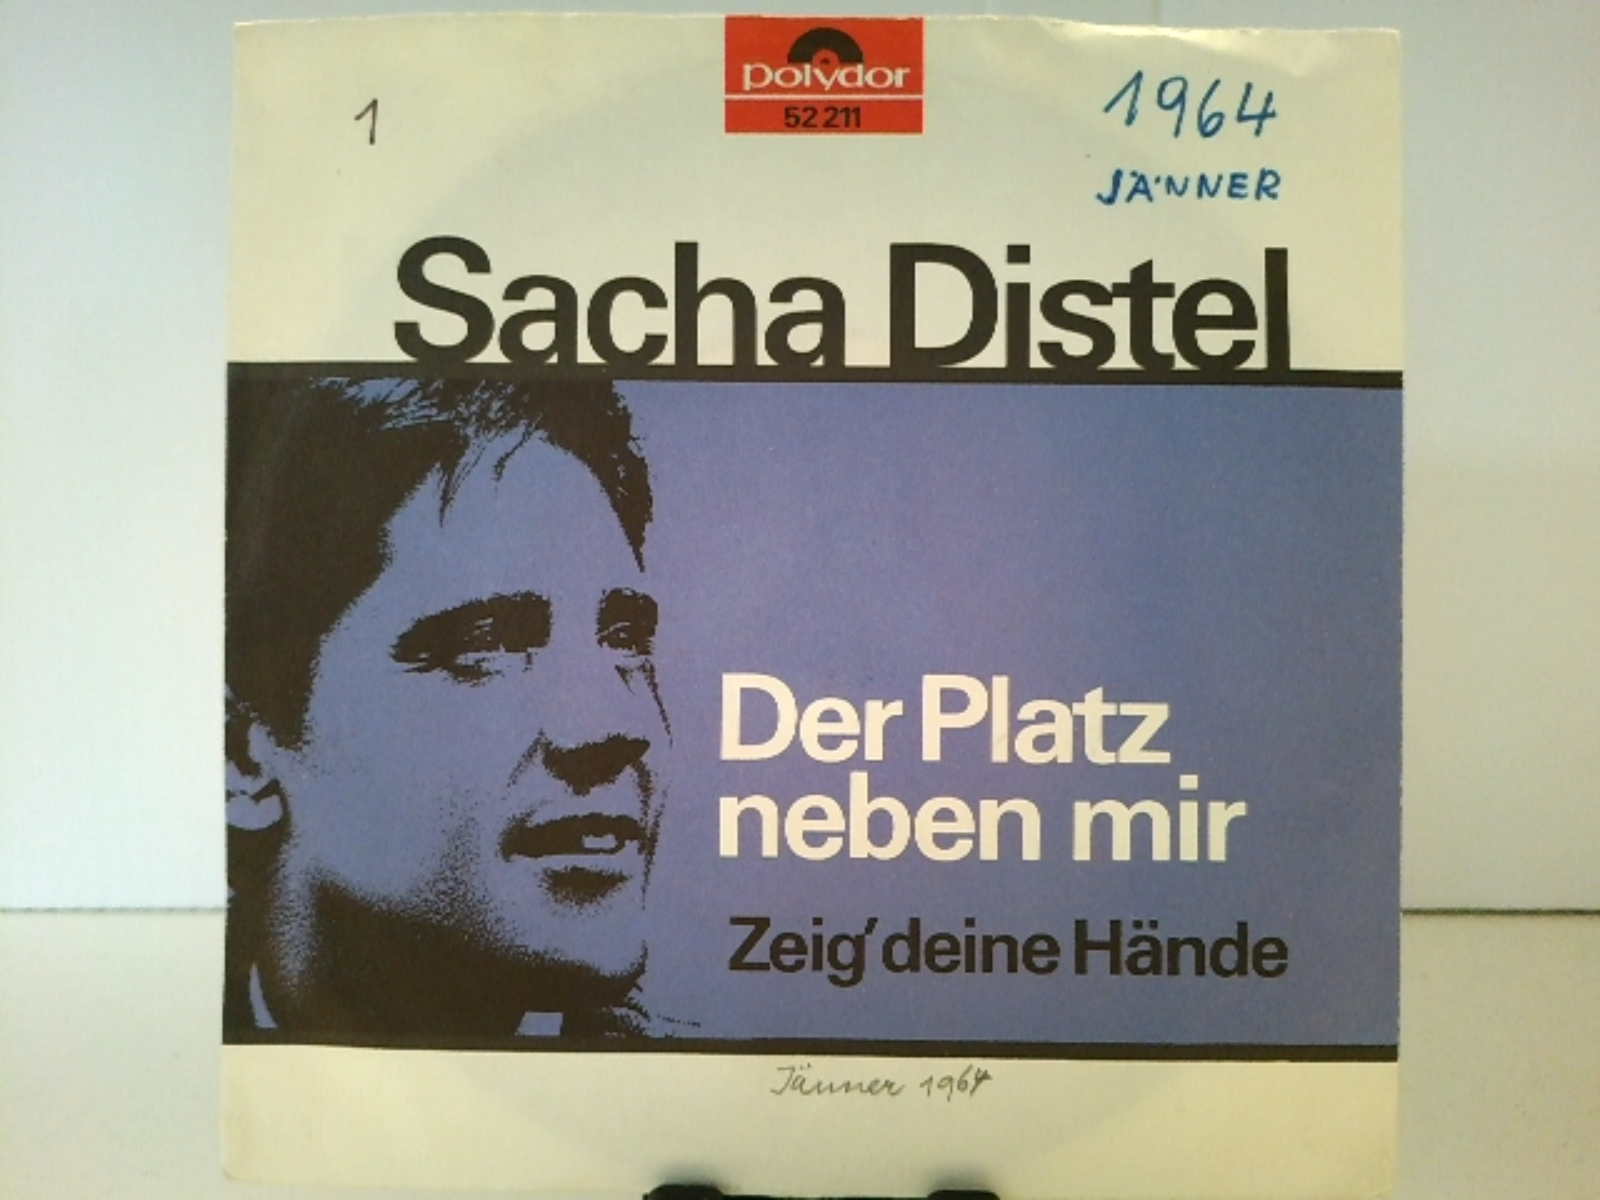 polydor
52 211
1
1964
JÄNNER
Sacha Distel
Der Platz
neben mir
Zeig' deine Hände
Jänner 1964